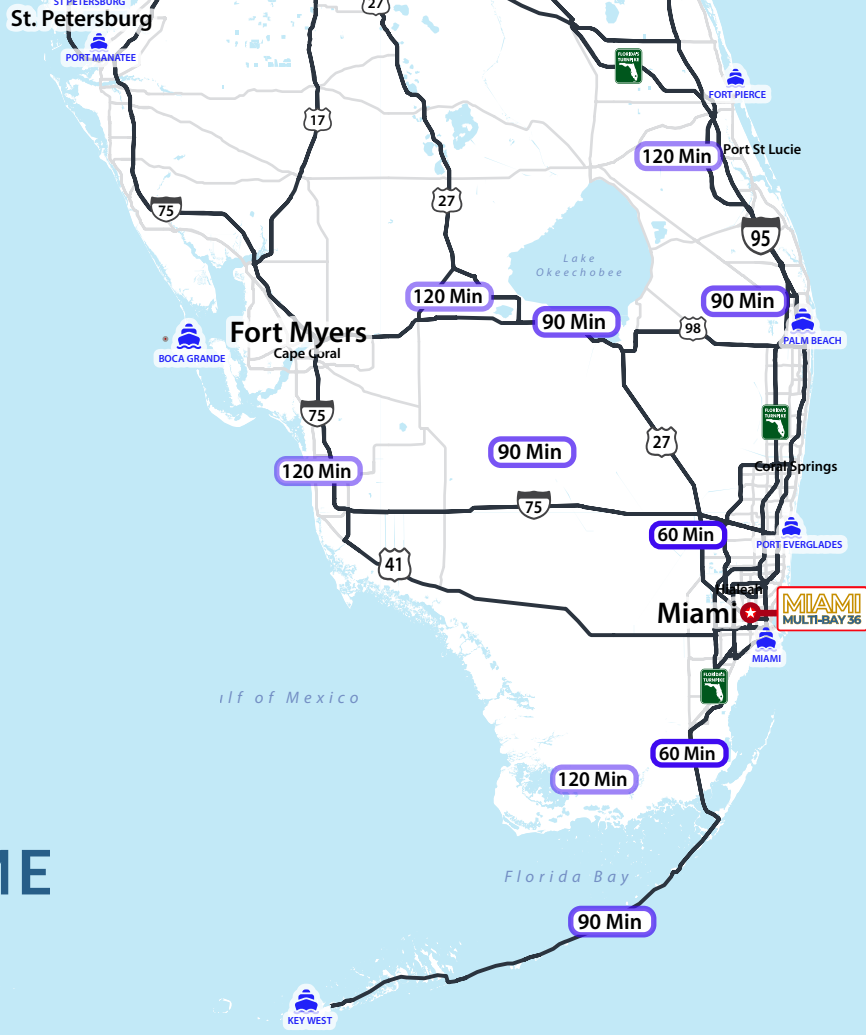 ST PETERSBURG
27
St. Petersburg
PORT MANATEE
FLORIDA'S
TURNPIKE
FORT PIERCE
17
120 Min
Port St Lucie
27
75
95
Lake
Okeechobee
120 Min
90 Min
90 Min
98
Fort Myers
PALM BEACH
Cape Coral
BOCA GRANDE
75
FLORIDA'S
TURNPIKE
27
90 Min
120 Min
Coral Springs
75
60 Min
PORT EVERGLADES
41
Hialeah
Miami
MIAMI
MULTI-BAY 36
MIAMI
FLORIDA'S
TURNPIKE
ulf of Mexico
60 Min
120 Min
ME
Florida Bay
90 Min
KEY WEST